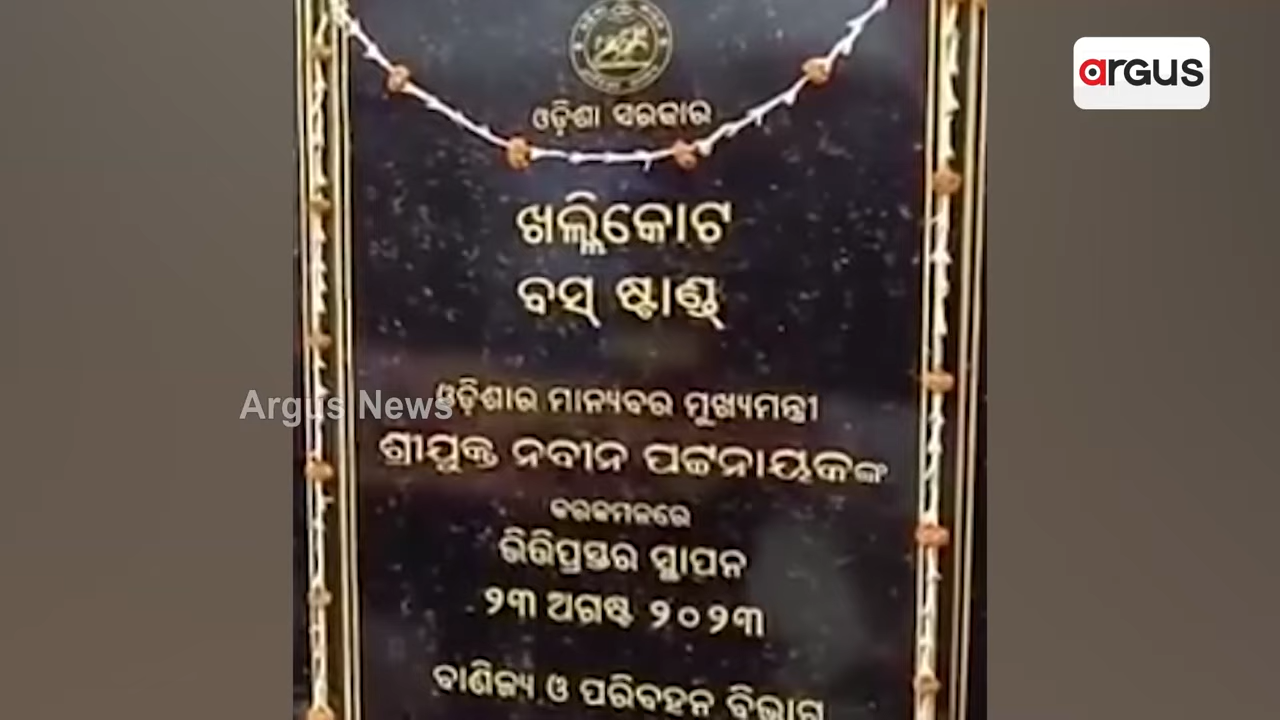 argus
ଓଡ଼ିଶା ସରକାର
ଖଲ୍ଲିକୋଟ
ବସ୍ ଷ୍ଟାଣ୍ଡ୍
ଓଡ଼ିଶାର ମାନ୍ୟବର ମୁଖ୍ୟମନ୍ତ୍ରୀ
Argus News
ଶ୍ରୀଯୁକ୍ତ ନବୀନ ପଟ୍ଟନାୟକଙ୍କ
କରକମଳରେ
ଭିତ୍ତିପ୍ରସ୍ତର ସ୍ଥାପନ
୨୩ ଅଗଷ୍ଟ ୨୦୨୩
ବାଣିଜ୍ୟ ଓ ପରିବହନ ବିଭାଗ